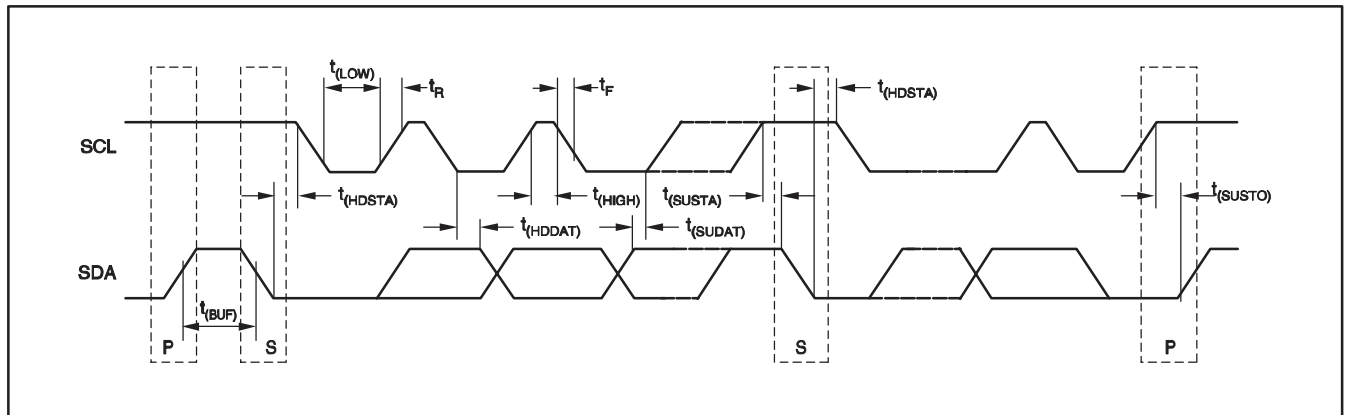 t(LOW)
tR
tF
t(HDSTA)
SCL
t(HDSTA)
t(HIGH)
t(SUSTA)
t(SUSTO)
t(HDDAT)
t(SUDAT)
SDA
t(BUF)
P
S
S
P